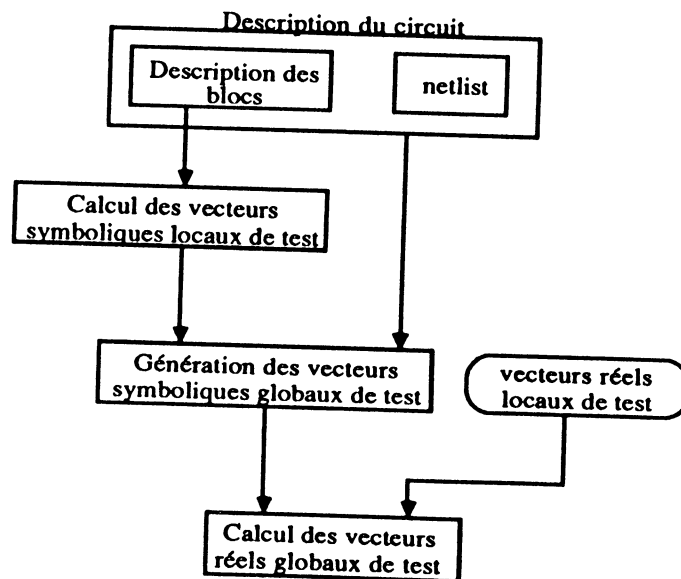 Description du circuit
Description des
blocs
netlist
Calcul des vecteurs
symboliques locaux de test
Génération des vecteurs
symboliques globaux de test
vecteurs réels
locaux de test
Calcul des vecteurs
réels globaux de test